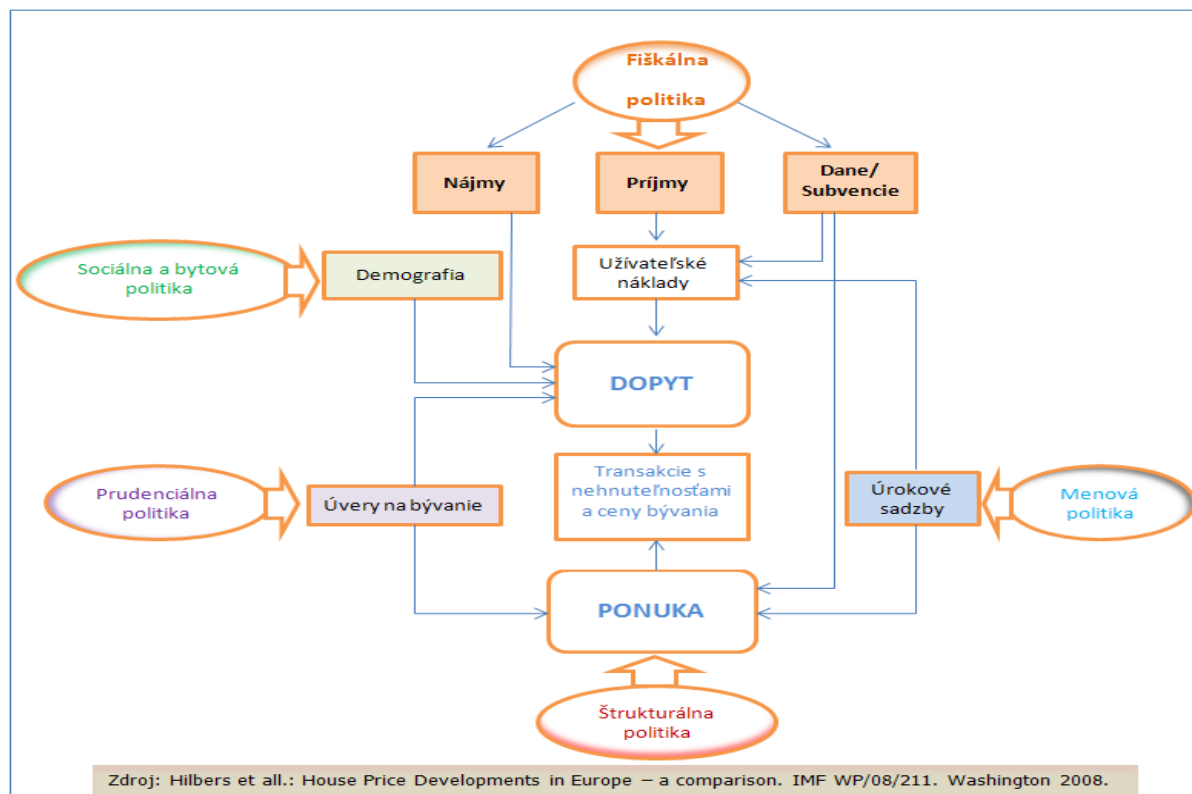 Fiškálna
politika
Nájmy
Príjmy
Dane/
Subvencie
Sociálna a bytová
politika
Demografia
Užívateľské
náklady
DOPYT
Transakcie s
nehnuteľnosťami
a ceny bývania
Prudenciálna
politika
Úvery na bývanie
Úrokové
sadzby
Menová
politika
PONUKA
Štrukturálna
politika
Zdroj: Hilbers et all.: House Price Developments in Europe – a comparison. IMF WP/08/211. Washington 2008.